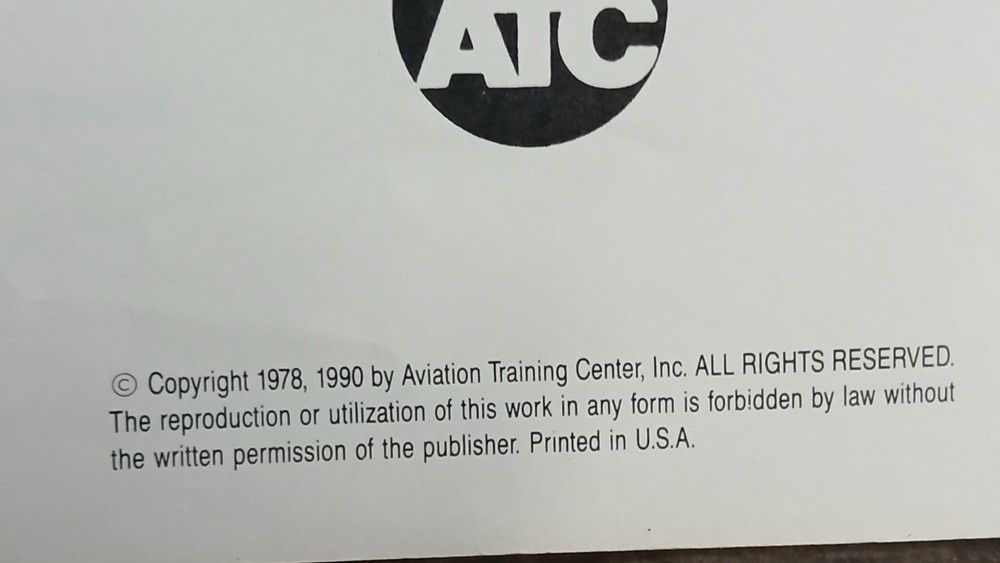 ATC
© Copyright 1978, 1990 by Aviation Training Center, Inc. ALL RIGHTS RESERVED.
The reproduction or utilization of this work in any form is forbidden by law without
the written permission of the publisher. Printed in U.S.A.